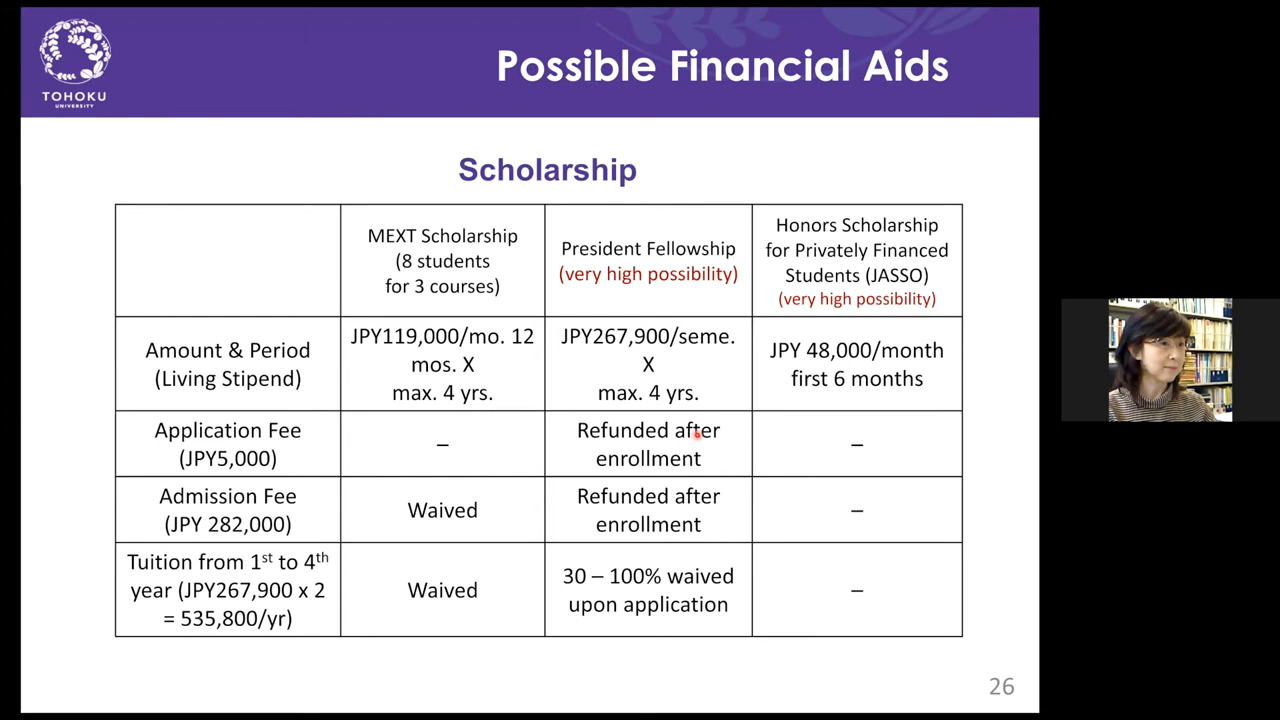 TOHOKU
UNIVERSITY
Possible Financial Aids
Scholarship
MEXT Scholarship
(8 students
for 3 courses)
President Fellowship
(very high possibility)
Honors Scholarship
for Privately Financed
Students (JASSO)
(very high possibility)
Amount & Period
(Living Stipend)
JPY119,000/mo. 12
mos. X
max. 4 yrs.
JPY267,900/seme.
X
max. 4 yrs.
JPY 48,000/month
first 6 months
Application Fee
(JPY5,000)
–
Refunded after
enrollment
–
Admission Fee
(JPY 282,000)
Waived
Refunded after
enrollment
–
Tuition from 1st to 4th
year (JPY267,900 x 2
= 535,800/yr)
Waived
30 – 100% waived
upon application
–
26